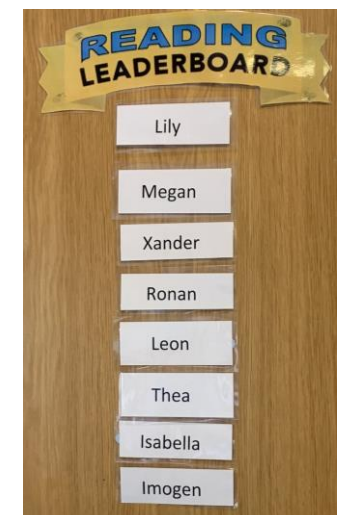 READING
LEADERBOARD
Lily
Megan
Xander
Ronan
Leon
Thea
Isabella
Imogen